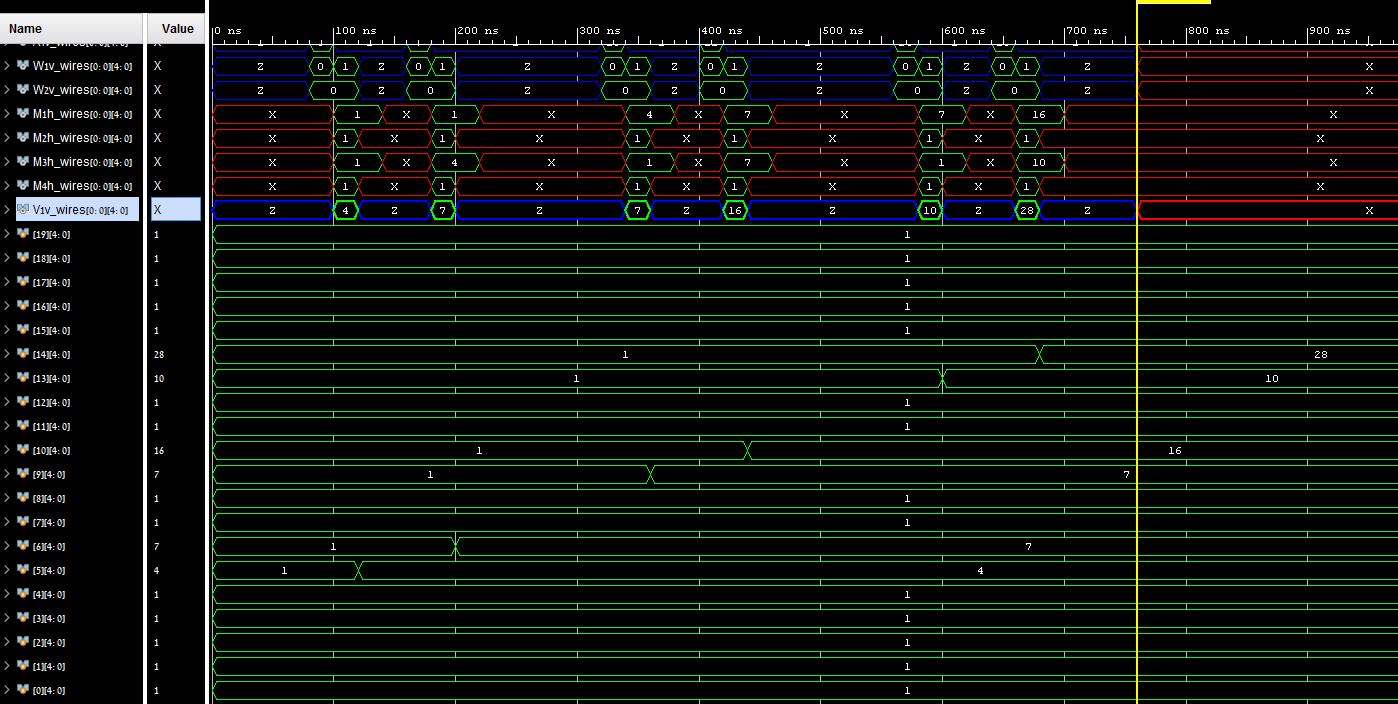 Name Value 0 ns 100 ns 200 ns 300 ns 400 ns 500 ns 600 ns 700 ns 800 ns 900 ns
W1v_wires[0:0][4:0] X Z 0 1 Z 0 1 Z 0 1 Z 0 1 Z 0 1 Z 0 1 Z X
W2v_wires[0:0][4:0] X Z 0 Z 0 Z 0 Z 0 Z 0 Z 0 Z X
M1h_wires[0:0][4:0] X X 1 X 1 X 4 X 7 X 7 X 16 X
M2h_wires[0:0][4:0] X X 1 X 1 X 1 X 1 X 1 X 1 X
M3h_wires[0:0][4:0] X X 1 X 4 X 1 X 7 X 1 X 10 X
M4h_wires[0:0][4:0] X X 1 X 1 X 1 X 1 X 1 X 1 X
V1v_wires[0:0][4:0] X Z 4 Z 7 Z 7 Z 16 Z 10 Z 28 Z X
[19][4:0] 1 1
[18][4:0] 1 1
[17][4:0] 1 1
[16][4:0] 1 1
[15][4:0] 1 1
[14][4:0] 28 1 28
[13][4:0] 10 1 10
[12][4:0] 1 1
[11][4:0] 1 1
[10][4:0] 16 1 16
[9][4:0] 7 1 7
[8][4:0] 1 1
[7][4:0] 1 1
[6][4:0] 7 1 7
[5][4:0] 4 1 4
[4][4:0] 1 1
[3][4:0] 1 1
[2][4:0] 1 1
[1][4:0] 1 1
[0][4:0] 1 1